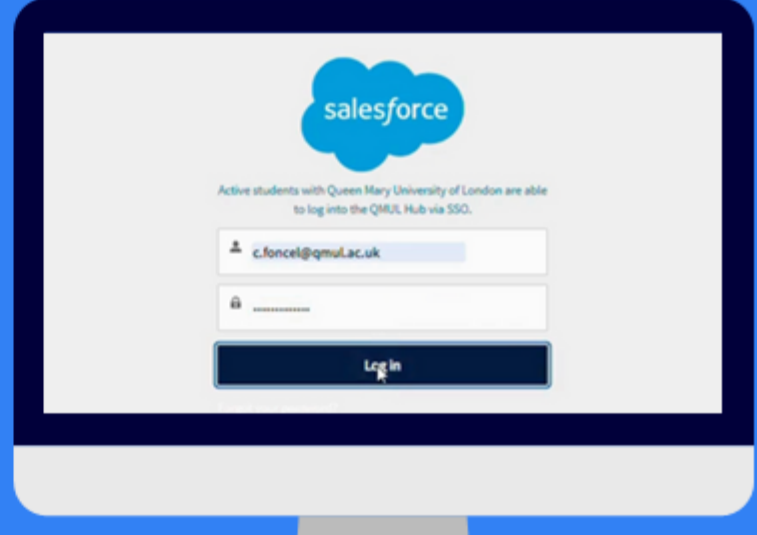 salesforce
Active students with Queen Mary University of London are able
to log into the QMUL Hub via SSO.
c.foncel@qmul.ac.uk
Log in